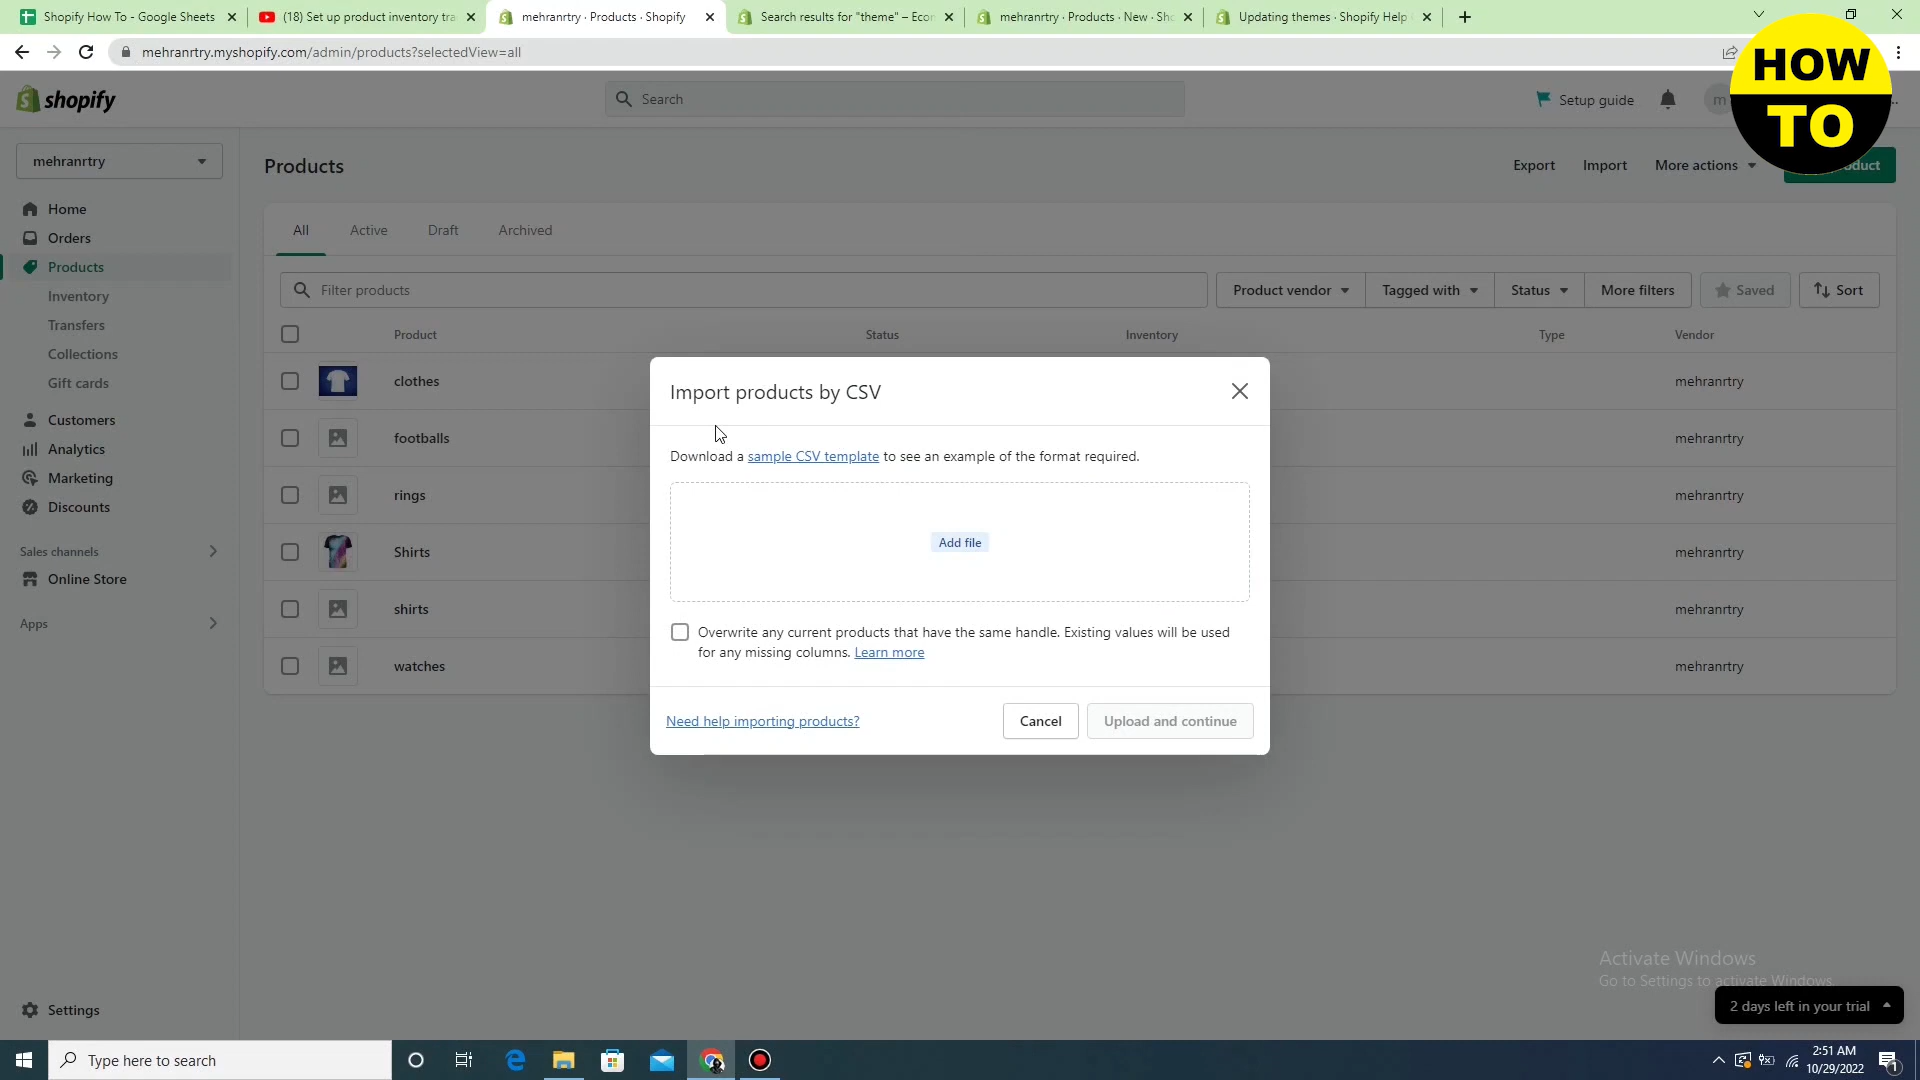 Shopify How To - Google Sheets
(18) Set up product inventory tra
mehranrtry · Products · Shopify
Search results for "theme" – Eco
mehranrtry · Products · New · Sh
Updating themes · Shopify Help
mehranrtry.myshopify.com/admin/products?selectedView=all
HOW
TO
shopify
Search
Setup guide
m
mehranrtry
Products
Export
Import
More actions
Home
Orders
Products
Inventory
Transfers
Collections
Gift cards
Customers
Analytics
Marketing
Discounts
Sales channels
Online Store
Apps
Settings
All
Active
Draft
Archived
Filter products
Product vendor
Tagged with
Status
More filters
Saved
Sort
Product
Status
Inventory
Type
Vendor
clothes
mehranrtry
footballs
mehranrtry
rings
mehranrtry
Shirts
mehranrtry
shirts
mehranrtry
watches
mehranrtry
Import products by CSV
Download a sample CSV template to see an example of the format required.
Add file
Overwrite any current products that have the same handle. Existing values will be used
for any missing columns. Learn more
Need help importing products?
Cancel
Upload and continue
Activate Windows
Go to Settings to activate Windows.
2 days left in your trial
Type here to search
2:51 AM
10/29/2022
1